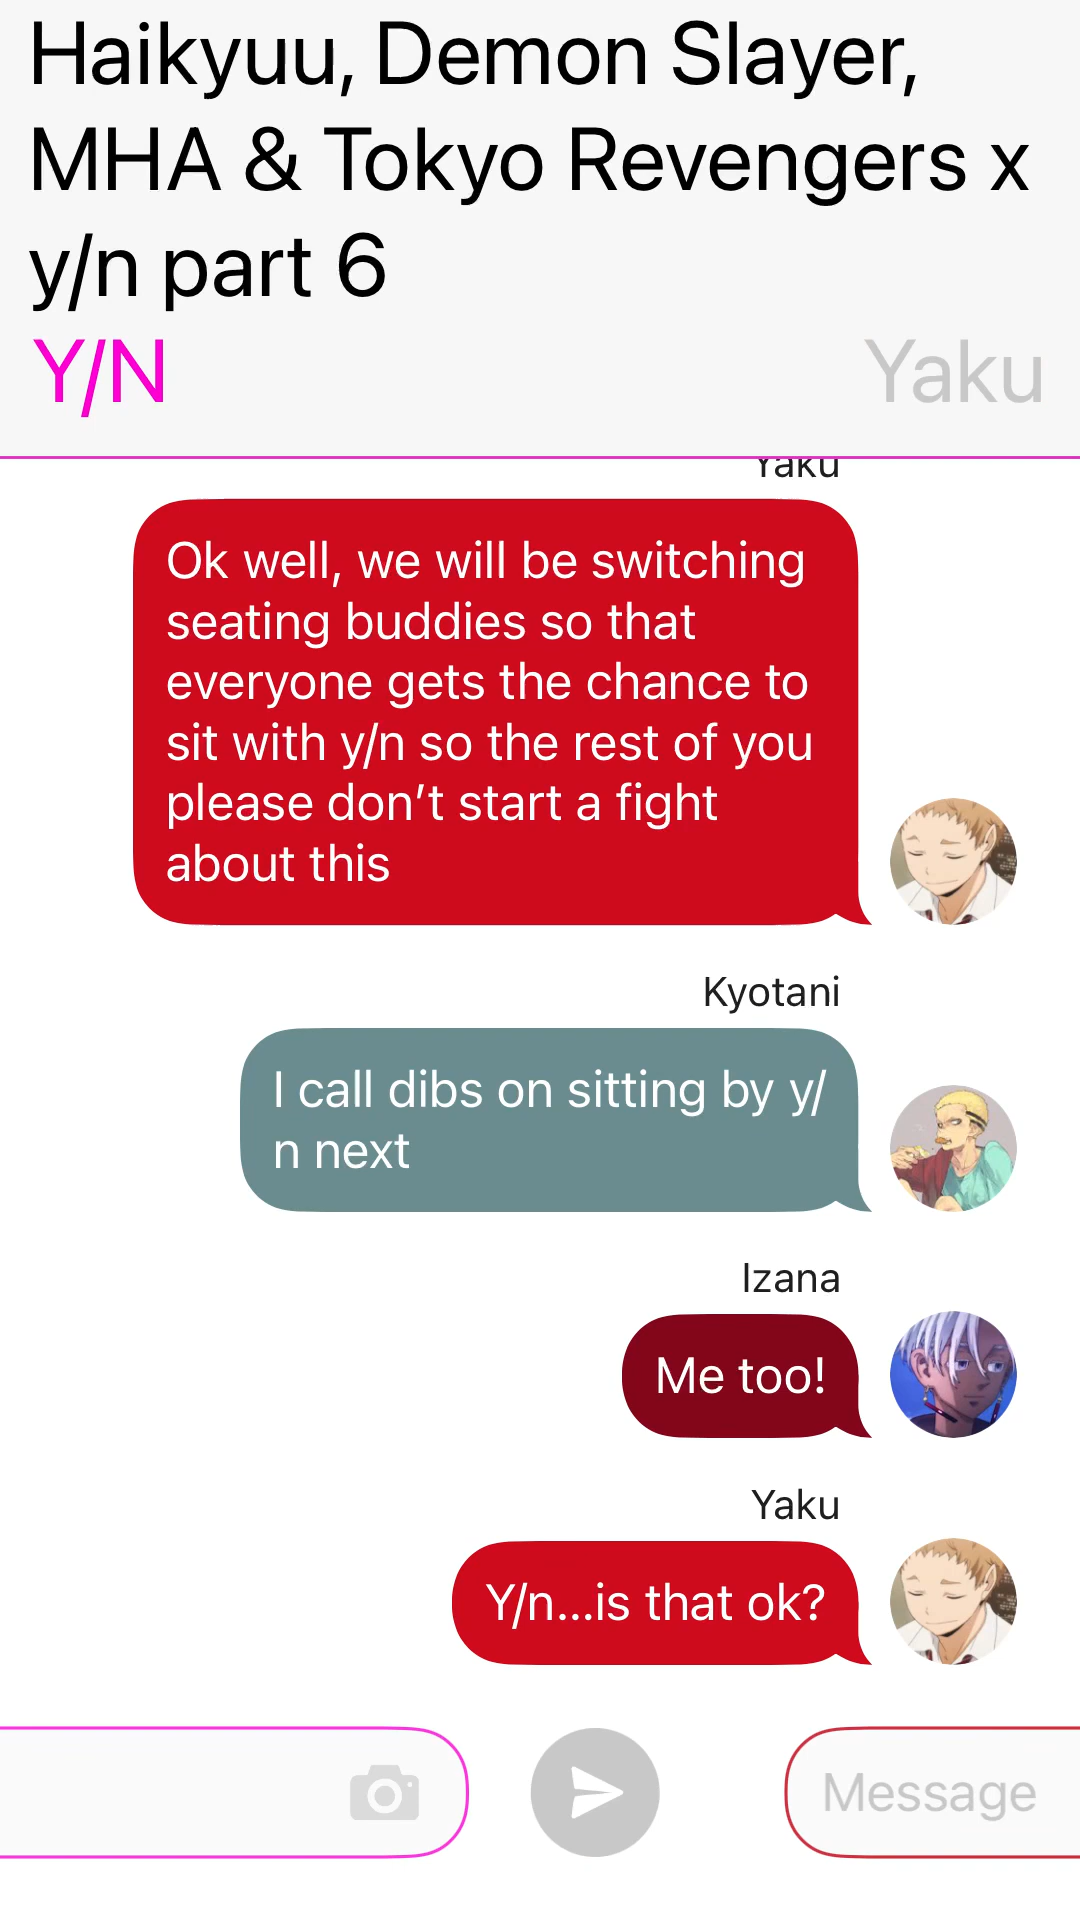 Haikyuu, Demon Slayer,
MHA & Tokyo Revengers x
y/n part 6
Y/N
Yaku
Yaku
Ok well, we will be switching
seating buddies so that
everyone gets the chance to
sit with y/n so the rest of you
please don’t start a fight
about this
Kyotani
I call dibs on sitting by y/
n next
Izana
Me too!
Yaku
Y/n...is that ok?
Message